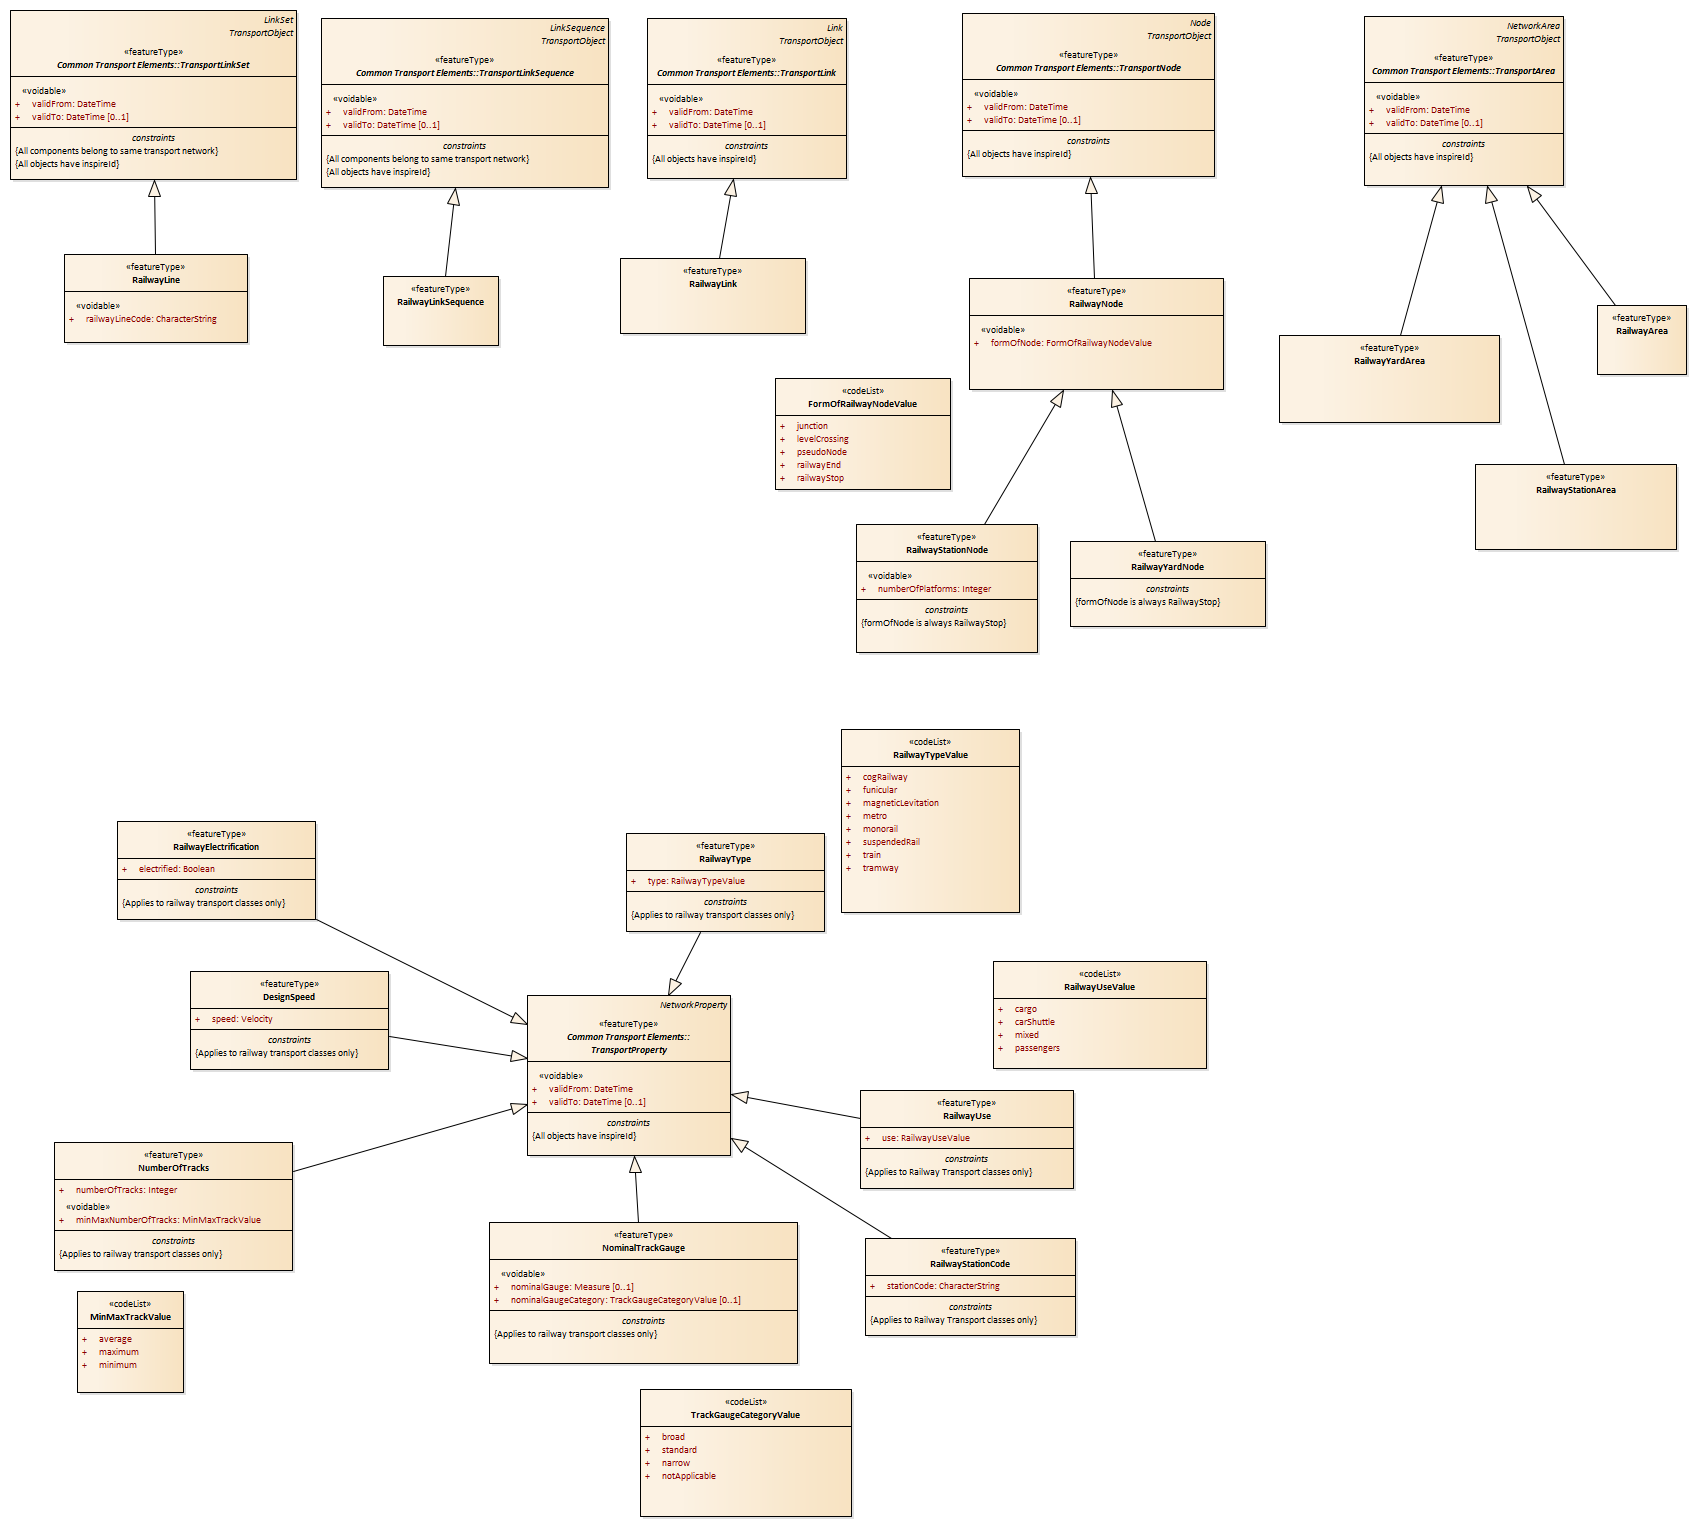 LinkSet
TransportObject
«featureType»
Common Transport Elements::TransportLinkSet
«voidable»
+ validFrom: DateTime
+ validTo: DateTime [0..1]
constraints
{All components belong to same transport network}
{All objects have inspireId}
LinkSequence
TransportObject
«featureType»
Common Transport Elements::TransportLinkSequence
«voidable»
+ validFrom: DateTime
+ validTo: DateTime [0..1]
constraints
{All components belong to same transport network}
{All objects have inspireId}
Link
TransportObject
«featureType»
Common Transport Elements::TransportLink
«voidable»
+ validFrom: DateTime
+ validTo: DateTime [0..1]
constraints
{All objects have inspireId}
Node
TransportObject
«featureType»
Common Transport Elements::TransportNode
«voidable»
+ validFrom: DateTime
+ validTo: DateTime [0..1]
constraints
{All objects have inspireId}
NetworkArea
TransportObject
«featureType»
Common Transport Elements::TransportArea
«voidable»
+ validFrom: DateTime
+ validTo: DateTime [0..1]
constraints
{All objects have inspireId}
«featureType»
RailwayLine
«voidable»
+ railwayLineCode: CharacterString
«featureType»
RailwayLinkSequence
«featureType»
RailwayLink
«featureType»
RailwayNode
«voidable»
+ formOfNode: FormOfRailwayNodeValue
«featureType»
RailwayYardArea
«featureType»
RailwayArea
«codeList»
FormOfRailwayNodeValue
+ junction
+ levelCrossing
+ pseudoNode
+ railwayEnd
+ railwayStop
«featureType»
RailwayStationArea
«featureType»
RailwayStationNode
«voidable»
+ numberOfPlatforms: Integer
constraints
{formOfNode is always RailwayStop}
«featureType»
RailwayYardNode
constraints
{formOfNode is always RailwayStop}
«codeList»
RailwayTypeValue
+ cogRailway
+ funicular
+ magneticLevitation
+ metro
+ monorail
+ suspendedRail
+ train
+ tramway
«featureType»
RailwayElectrification
+ electrified: Boolean
constraints
{Applies to railway transport classes only}
«featureType»
RailwayType
+ type: RailwayTypeValue
constraints
{Applies to railway transport classes only}
«featureType»
DesignSpeed
+ speed: Velocity
constraints
{Applies to railway transport classes only}
NetworkProperty
«featureType»
Common Transport Elements::
TransportProperty
«voidable»
+ validFrom: DateTime
+ validTo: DateTime [0..1]
constraints
{All objects have inspireId}
«codeList»
RailwayUseValue
+ cargo
+ carShuttle
+ mixed
+ passengers
«featureType»
RailwayUse
+ use: RailwayUseValue
constraints
{Applies to Railway Transport classes only}
«featureType»
NumberOfTracks
+ numberOfTracks: Integer
«voidable»
+ minMaxNumberOfTracks: MinMaxTrackValue
constraints
{Applies to railway transport classes only}
«featureType»
NominalTrackGauge
«voidable»
+ nominalGauge: Measure [0..1]
+ nominalGaugeCategory: TrackGaugeCategoryValue [0..1]
constraints
{Applies to railway transport classes only}
«featureType»
RailwayStationCode
+ stationCode: CharacterString
constraints
{Applies to Railway Transport classes only}
«codeList»
MinMaxTrackValue
+ average
+ maximum
+ minimum
«codeList»
TrackGaugeCategoryValue
+ broad
+ standard
+ narrow
+ notApplicable